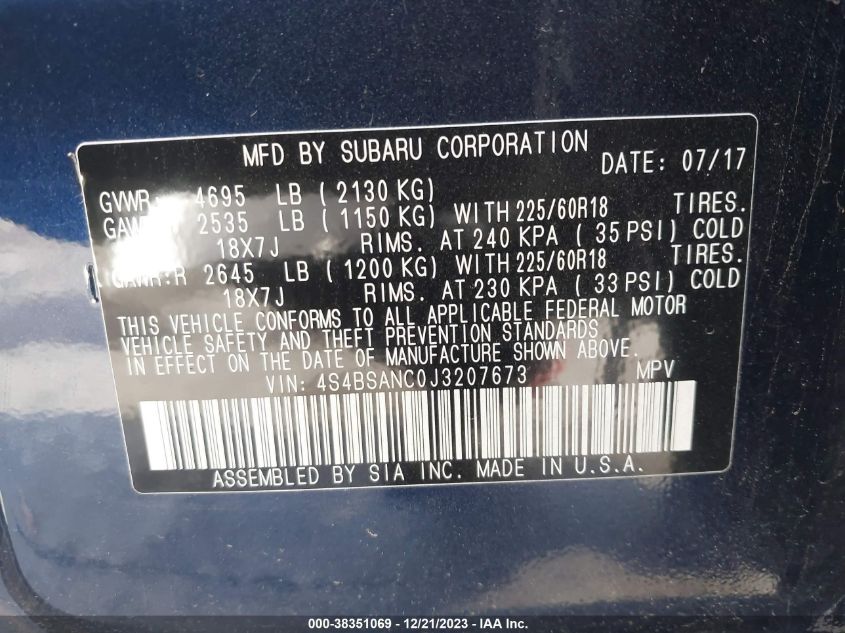 MFD BY SUBARU CORPORATION DATE: 07/17
GVWR: 4695 LB ( 2130 KG)
2535 LB ( 1150 KG) WITH 225/60R18 TIRES.
18X7J RIMS. AT 240 KPA ( 35 PSI) COLD
GAWR:R 2645 LB ( 1200 KG) WITH 225/60R18 TIRES.
18X7J RIMS. AT 230 KPA ( 33 PSI) COLD
THIS VEHICLE CONFORMS TO ALL APPLICABLE FEDERAL MOTOR
VEHICLE SAFETY AND THEFT PREVENTION STANDARDS
IN EFFECT ON THE DATE OF MANUFACTURE SHOWN ABOVE.
VIN: 4S4BSANC0J3207673 MPV
ASSEMBLED BY SIA INC. MADE IN U.S.A.
000-38351069 - 12/21/2023 - IAA Inc.